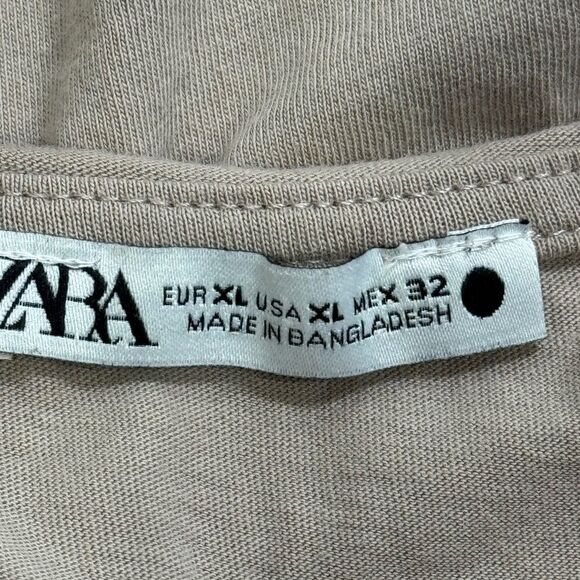 ZARA
EUR XL USA XL MEX 32
MADE IN BANGLADESH